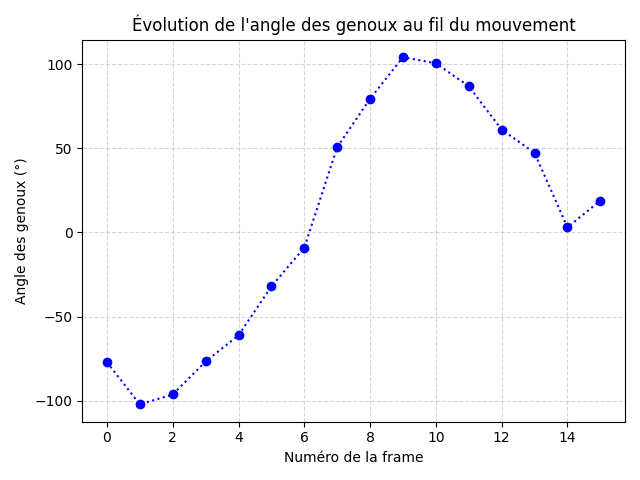 Évolution de l'angle des genoux au fil du mouvement
Angle des genoux (°)
100
50
0
−50
−100
0 2 4 6 8 10 12 14
Numéro de la frame